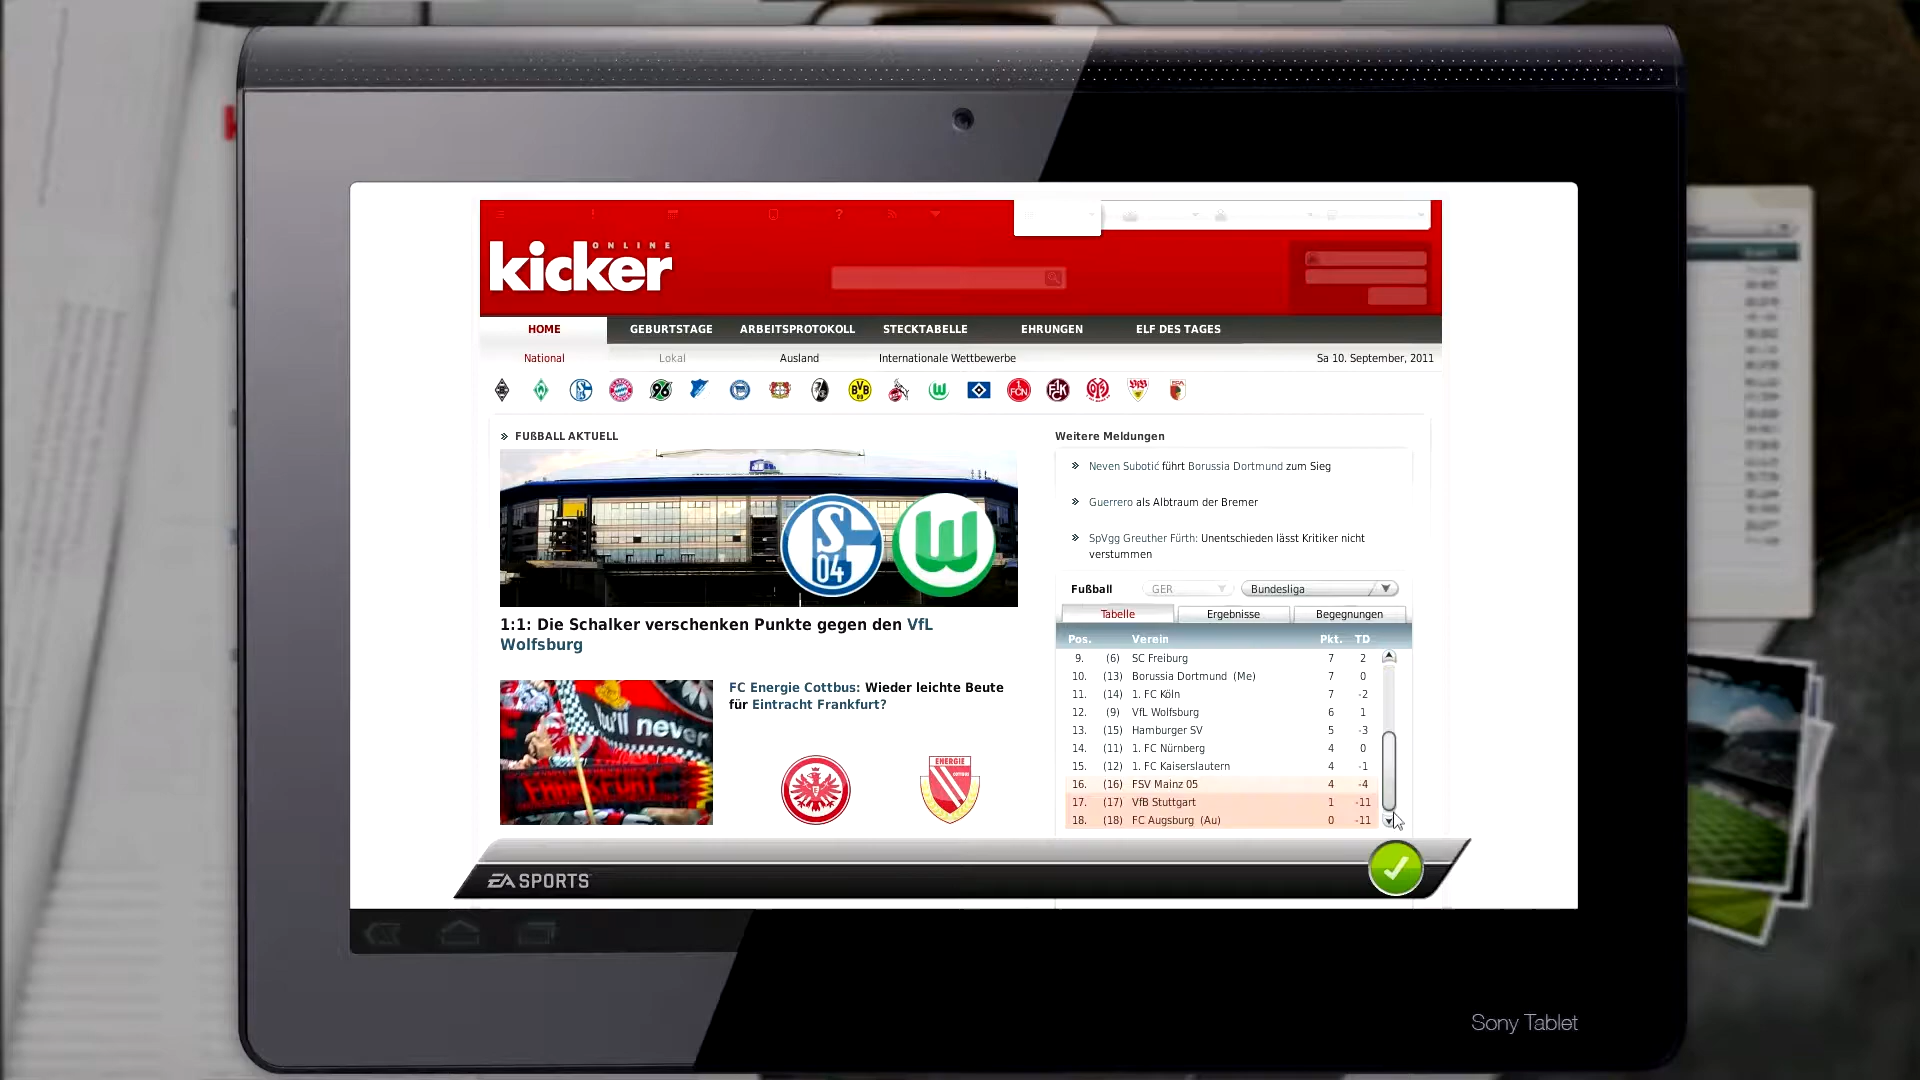 ONLINE
kicker
HOME GEBURTSTAGE ARBEITSPROTOKOLL STECKTABELLE EHRUNGEN ELF DES TAGES
National Lokal Ausland Internationale Wettbewerbe Sa 10. September, 2011
FUßBALL AKTUELL
S
04
W
1:1: Die Schalker verschenken Punkte gegen den VfL
Wolfsburg
You'll never
FRANKFURT
FC Energie Cottbus: Wieder leichte Beute
für Eintracht Frankfurt?
ENERGIE
Weitere Meldungen
Neven Subotić führt Borussia Dortmund zum Sieg
Guerrero als Albtraum der Bremer
SpVgg Greuther Fürth: Unentschieden lässt Kritiker nicht
verstummen
Fußball GER Bundesliga
Tabelle Ergebnisse Begegnungen
Pos. Verein Pkt. TD
9. (6) SC Freiburg 7 2
10. (13) Borussia Dortmund (Me) 7 0
11. (14) 1. FC Köln 7 -2
12. (9) VfL Wolfsburg 6 1
13. (15) Hamburger SV 5 -3
14. (11) 1. FC Nürnberg 4 0
15. (12) 1. FC Kaiserslautern 4 -1
16. (16) FSV Mainz 05 4 -4
17. (17) VfB Stuttgart 1 -11
18. (18) FC Augsburg (Au) 0 -11
EA SPORTS
Sony Tablet